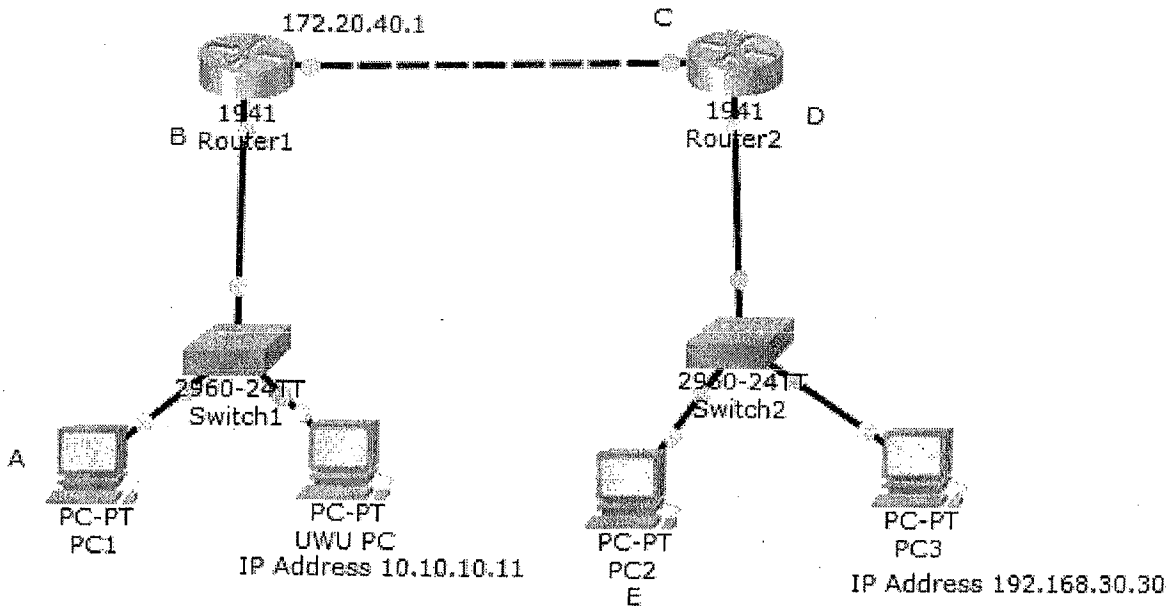 172.20.40.1
C
1941
Router1
B
1941
Router2
D
2960-24TT
Switch1
2960-24TT
Switch2
A
PC-PT
PC1
PC-PT
UWU PC
IP Address 10.10.10.11
PC-PT
PC2
E
PC-PT
PC3
IP Address 192.168.30.30